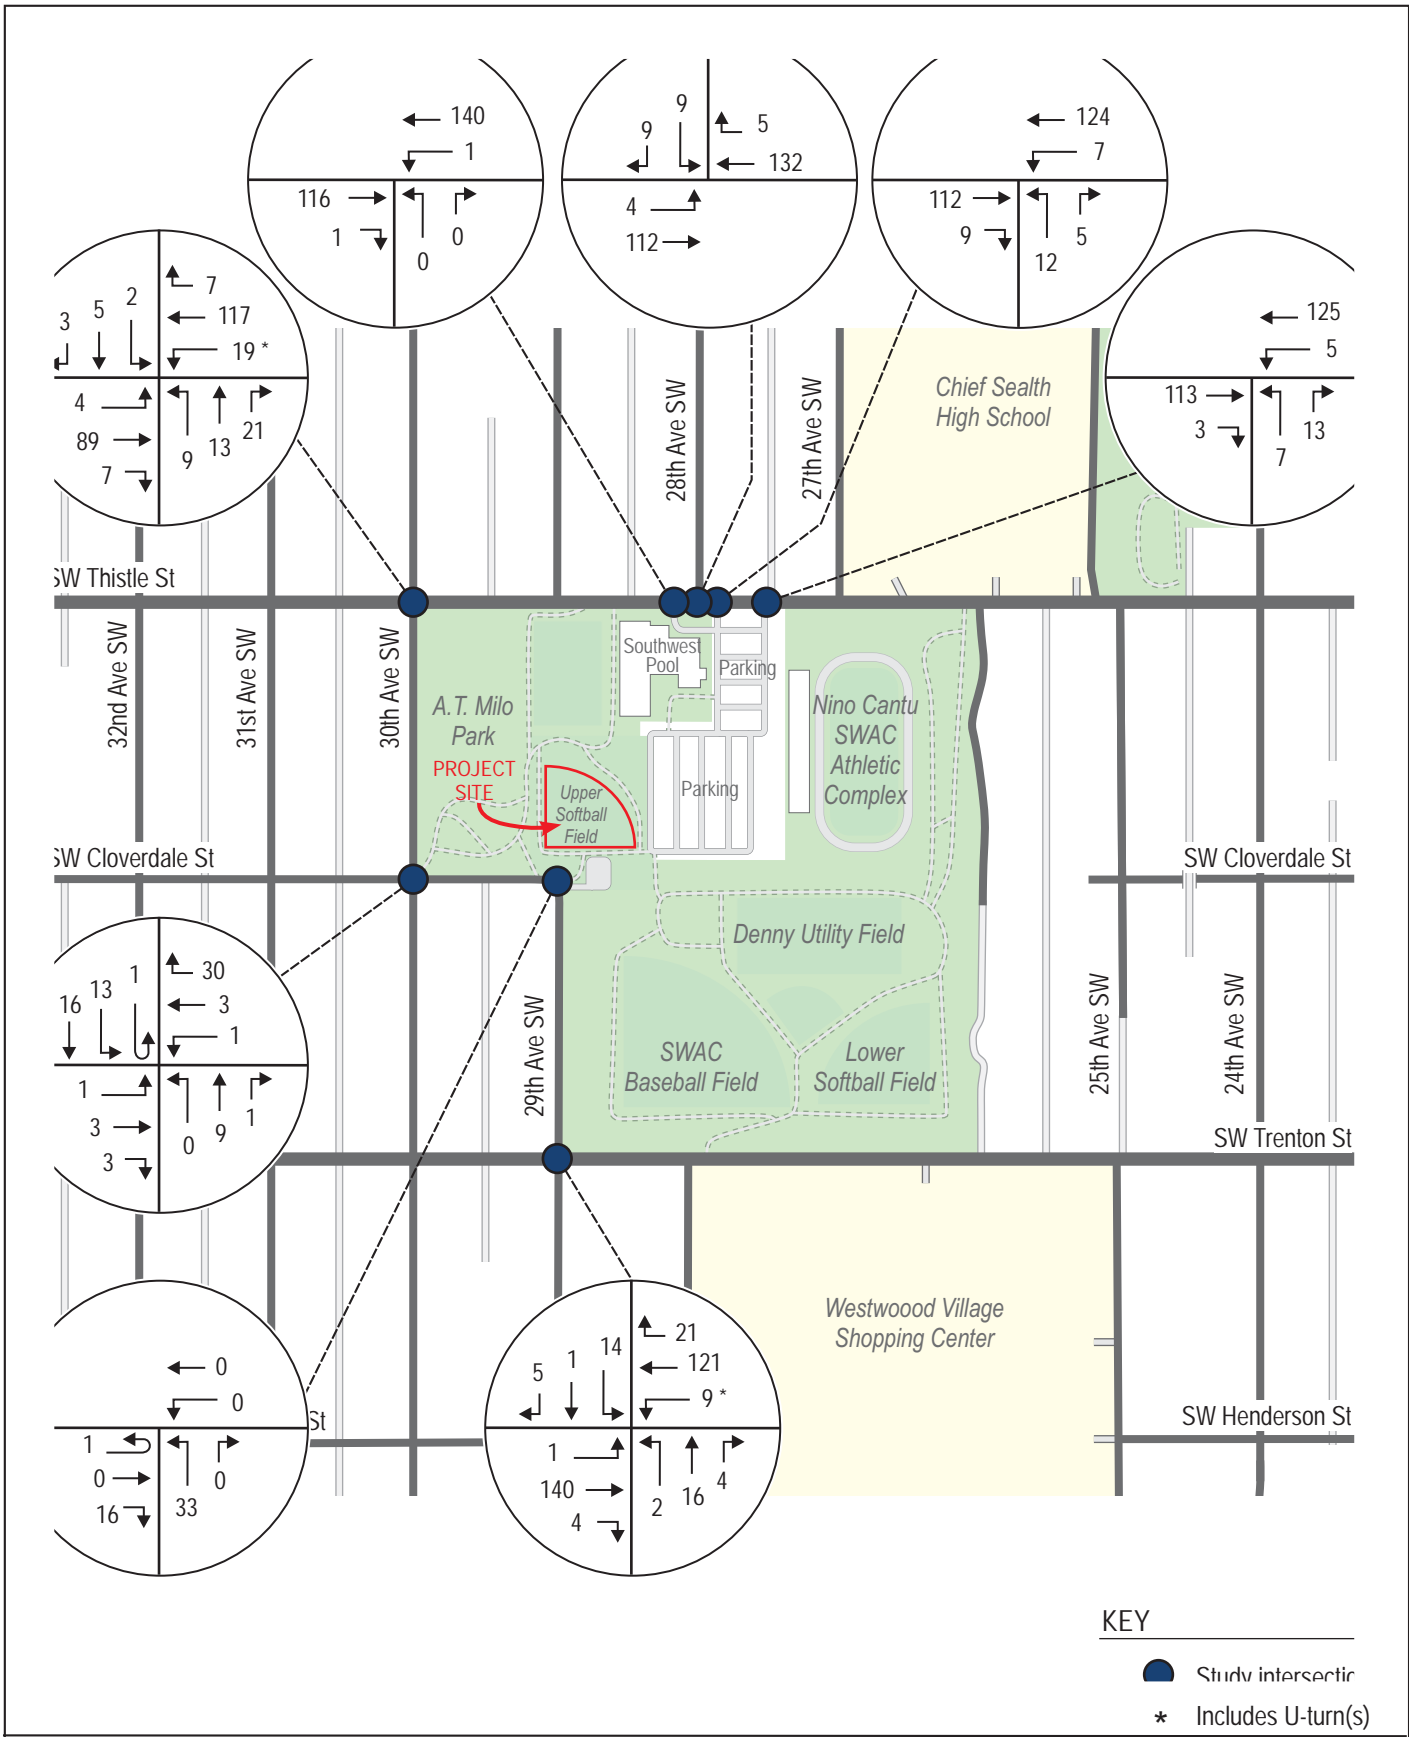 140
1
116
1
0
0
9
9
5
132
4
112
124
7
112
9
12
5
3
5
2
7
117
19 *
4
89
7
9
13
21
125
5
113
3
7
13
Chief Sealth
High School
28th Ave SW
27th Ave SW
SW Thistle St
32nd Ave SW
31st Ave SW
30th Ave SW
Southwest
Pool
Parking
A.T. Milo
Park
Nino Cantu
SWAC
Athletic
Complex
PROJECT
SITE
Upper
Softball
Field
Parking
SW Cloverdale St
SW Cloverdale St
Denny Utility Field
16
13
1
30
3
1
1
3
3
0
9
1
29th Ave SW
25th Ave SW
24th Ave SW
SWAC
Baseball Field
Lower
Softball Field
SW Trenton St
Westwoood Village
Shopping Center
0
0
1
0
16
33
0
St
5
1
14
21
121
9 *
1
140
4
2
16
4
SW Henderson St
KEY
Study intersectic
* Includes U-turn(s)